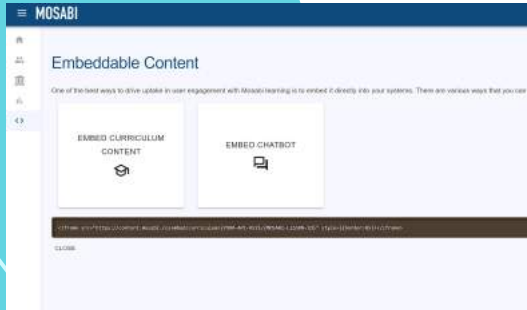 MOSABI
Embeddable Content
One of the best ways to drive uptake in user engagement with Mosabi learning is to embed it directly into your systems. There are various ways that you can
EMBED CURRICULUM
CONTENT
EMBED CHATBOT
CLOSE